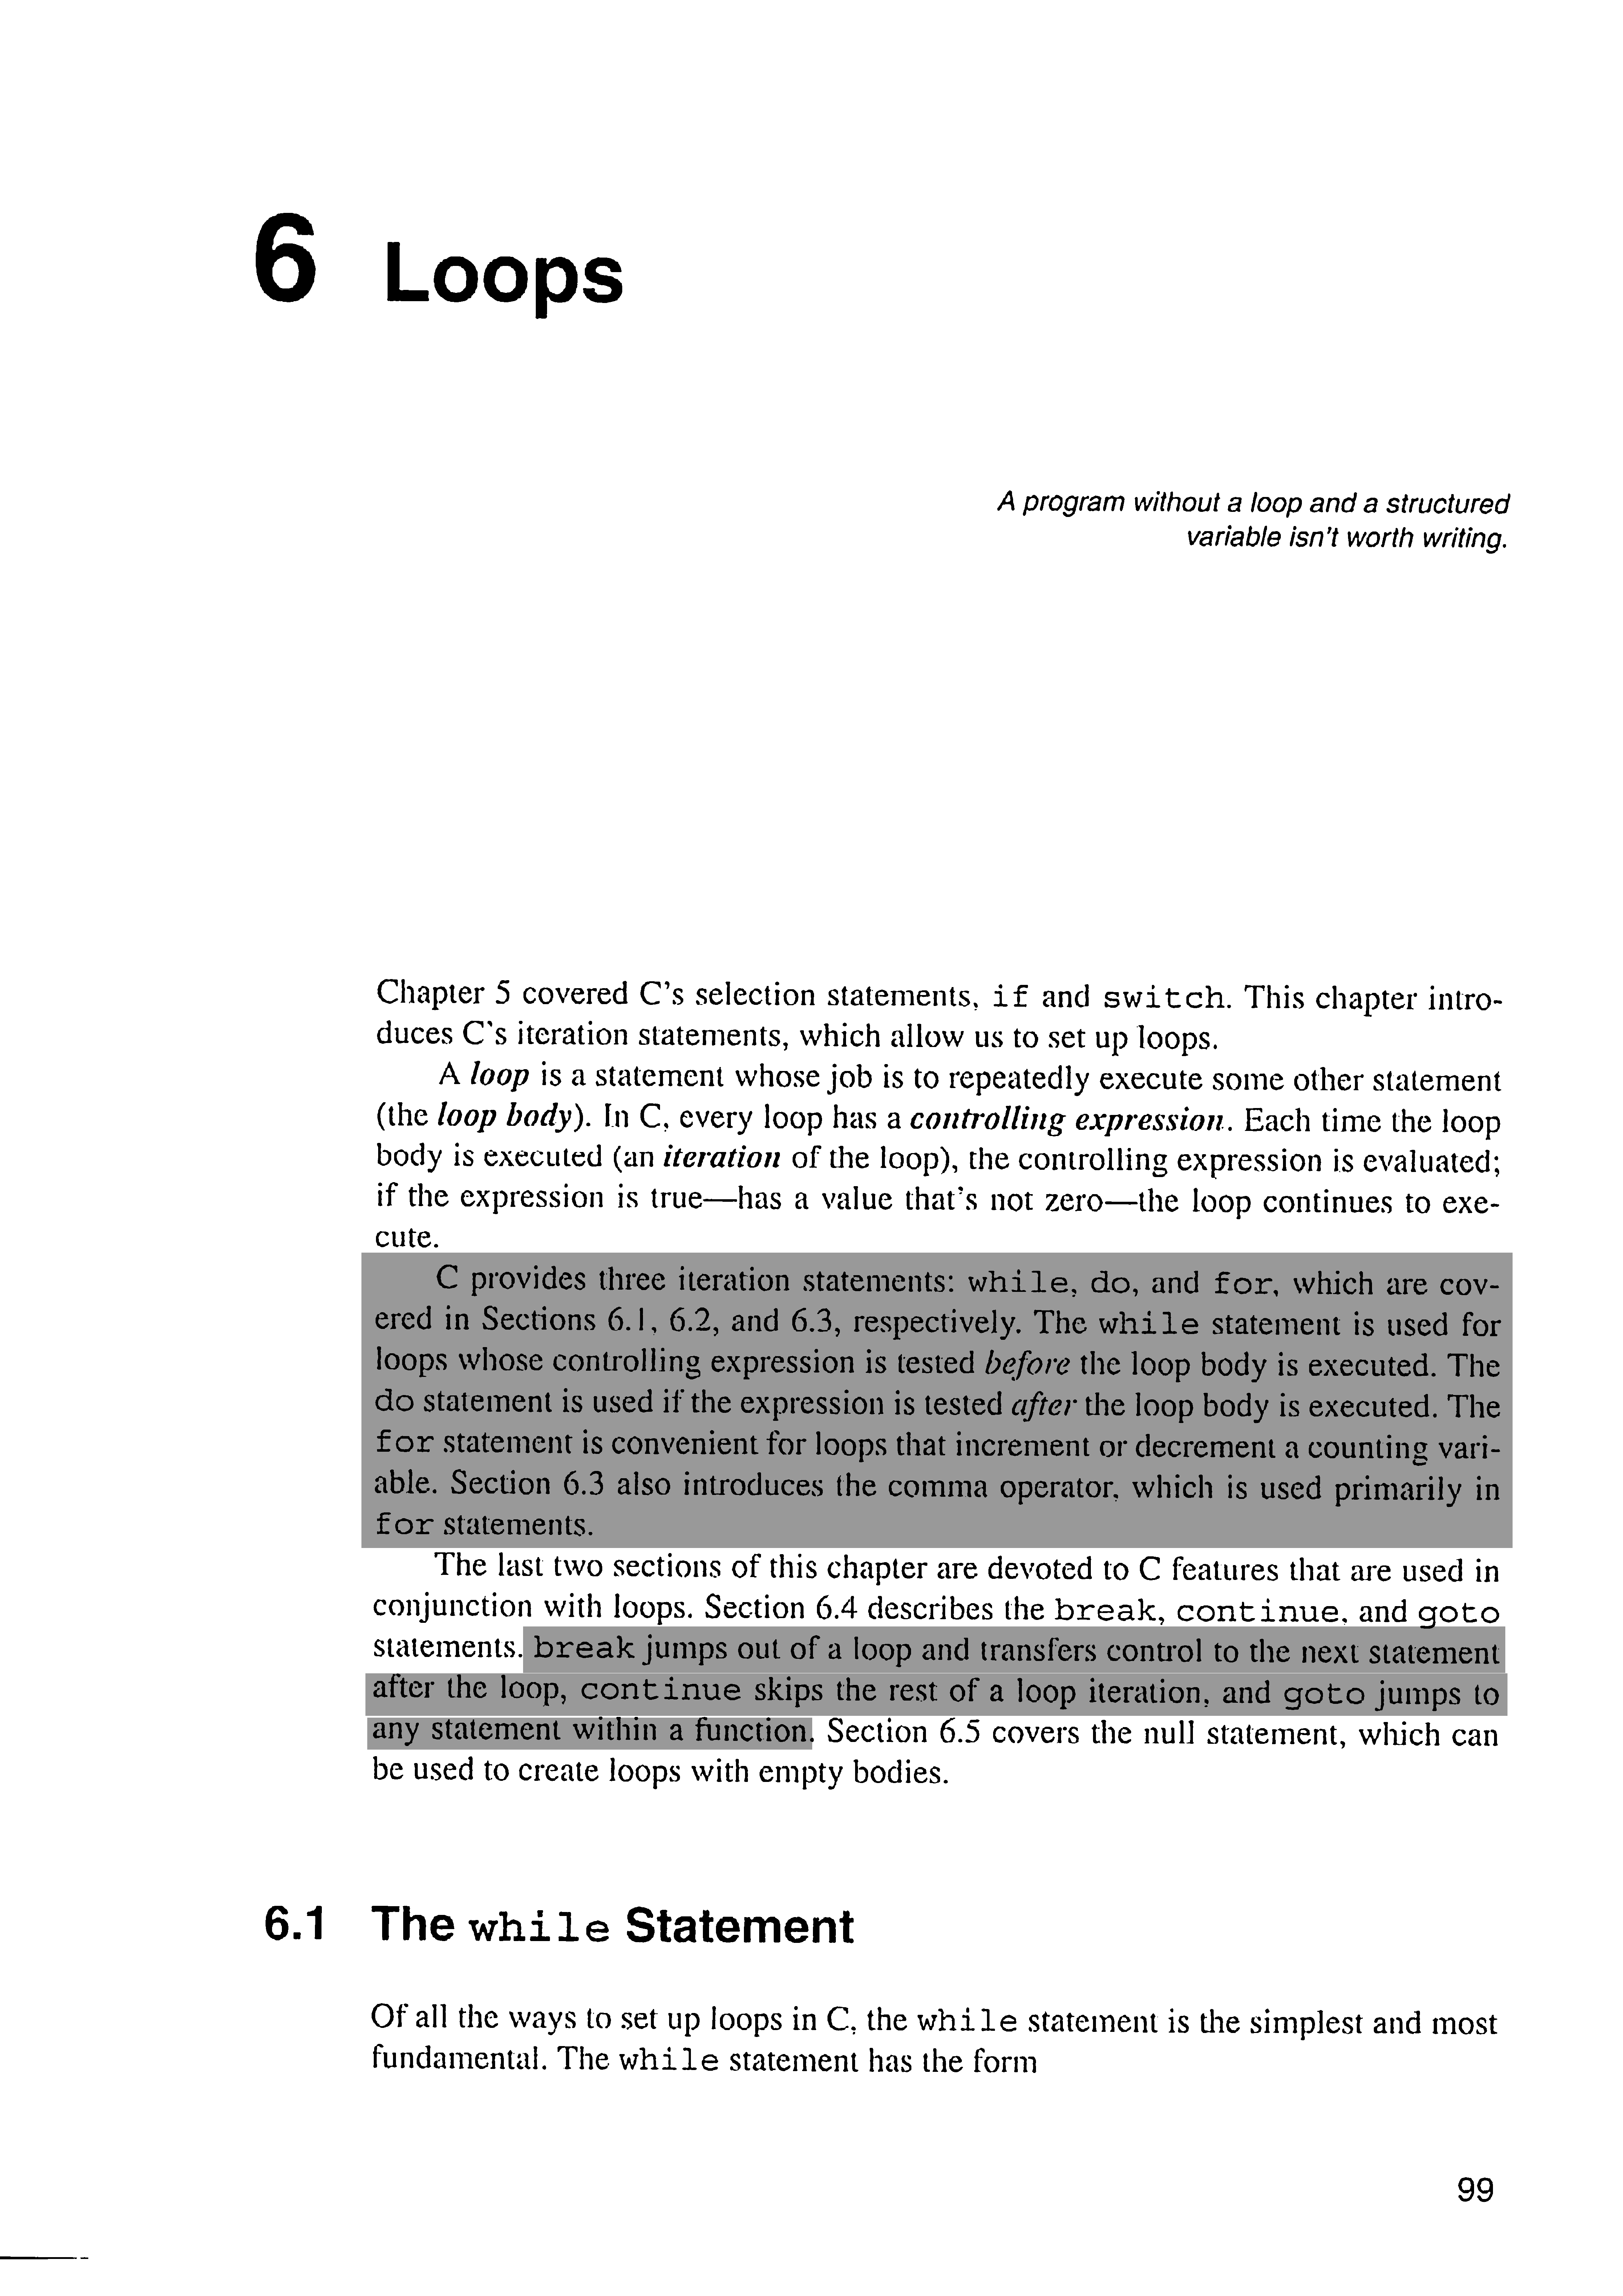 6 Loops
A program without a loop and a structured
variable isn't worth writing.
Chapter 5 covered C's selection statements, if and switch. This chapter intro-
duces C's iteration statements, which allow us to set up loops.
A loop is a statement whose job is to repeatedly execute some other statement
(the loop body). In C, every loop has a controlling expression. Each time the loop
body is executed (an iteration of the loop), the controlling expression is evaluated;
if the expression is true—has a value that's not zero—the loop continues to exe-
cute.
C provides three iteration statements: while, do, and for, which are cov-
ered in Sections 6.1, 6.2, and 6.3, respectively. The while statement is used for
loops whose controlling expression is tested before the loop body is executed. The
do statement is used if the expression is tested after the loop body is executed. The
for statement is convenient for loops that increment or decrement a counting vari-
able. Section 6.3 also introduces the comma operator, which is used primarily in
for statements.
The last two sections of this chapter are devoted to C features that are used in
conjunction with loops. Section 6.4 describes the break, continue, and goto
statements. break jumps out of a loop and transfers control to the next statement
after the loop, continue skips the rest of a loop iteration, and goto jumps to
any statement within a function. Section 6.5 covers the null statement, which can
be used to create loops with empty bodies.
6.1 The while Statement
Of all the ways to set up loops in C, the while statement is the simplest and most
fundamental. The while statement has the form
99